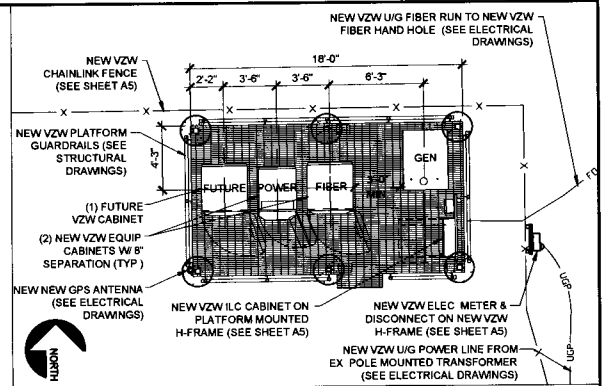 NEW VZW U/G FIBER RUN TO NEW VZW
FIBER HAND HOLE (SEE ELECTRICAL
DRAWINGS)
18'-0"
NEW VZW
CHAINLINK FENCE
(SEE SHEET A5)
2'-2"
3'-6"
3'-6"
6'-3"
X
X
X
X
X
NEW VZW PLATFORM
GUARDRAILS (SEE
STRUCTURAL
DRAWINGS)
4'-3"
GEN
FUTURE
POWER
FIBER
3'-0"
MIN
FO
(1) FUTURE
VZW CABINET
(2) NEW VZW EQUIP
CABINETS W/ 8"
SEPARATION (TYP )
X
X
NEW NEW GPS ANTENNA
(SEE ELECTRICAL
DRAWINGS)
NEW VZW ILC CABINET ON
PLATFORM MOUNTED
H-FRAME (SEE SHEET A5)
NEW VZW ELEC METER &
DISCONNECT ON NEW VZW
H-FRAME (SEE SHEET A5)
UGP
NORTH
NEW VZW U/G POWER LINE FROM
EX POLE MOUNTED TRANSFORMER
(SEE ELECTRICAL DRAWINGS)
X
UGP